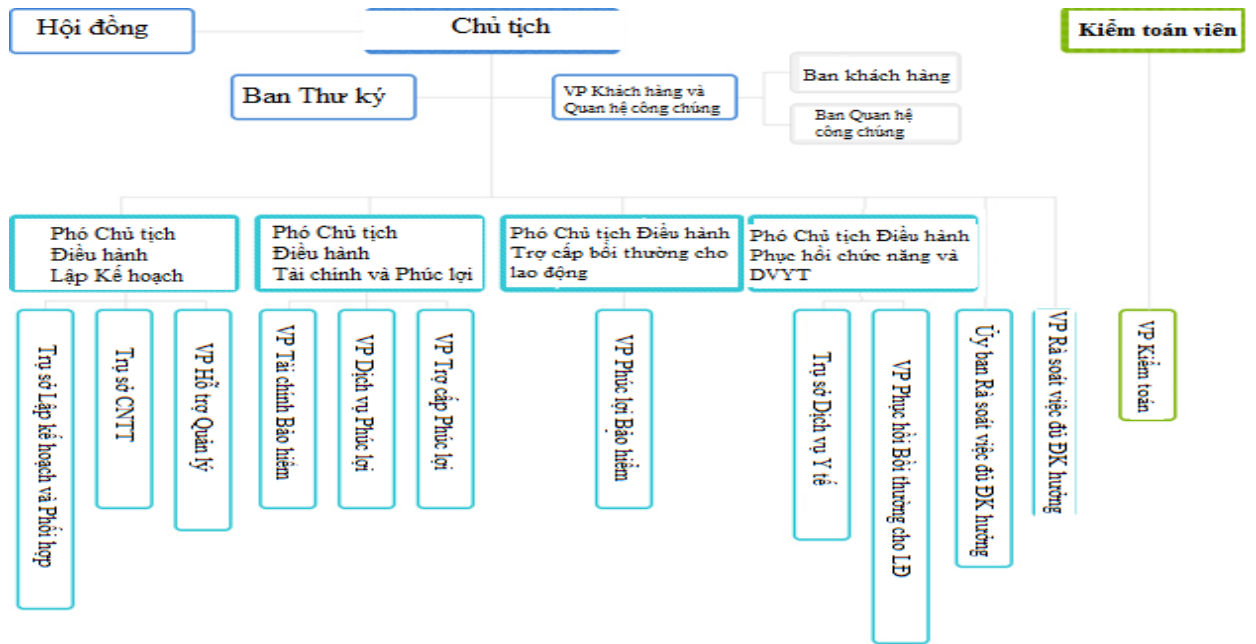 Hội đồng
Chủ tịch
Kiểm toán viên
Ban Thư ký
VP Khách hàng và
Quan hệ công chúng
Ban khách hàng
Ban Quan hệ
công chúng
Phó Chủ tịch
Điều hành
Lập Kế hoạch
Phó Chủ tịch
Điều hành
Tài chính và Phúc lợi
Phó Chủ tịch Điều hành
Trợ cấp bồi thường cho
lao động
Phó Chủ tịch Điều hành
Phục hồi chức năng và
DVYT
Trụ sở Lập kế hoạch và Phối hợp
Trụ sở CNTT
VP Hỗ trợ Quản lý
VP Tài chính Bảo hiểm
VP Dịch vụ Phúc lợi
VP Trợ cấp Phúc lợi
VP Phúc lợi Bảo hiểm
Trụ sở Dịch vụ Y tế
VP Phục hồi Bồi thường cho LĐ
Ủy ban Rà soát việc đủ ĐK hưởng
VP Rà soát việc đủ ĐK hưởng
VP Kiểm toán